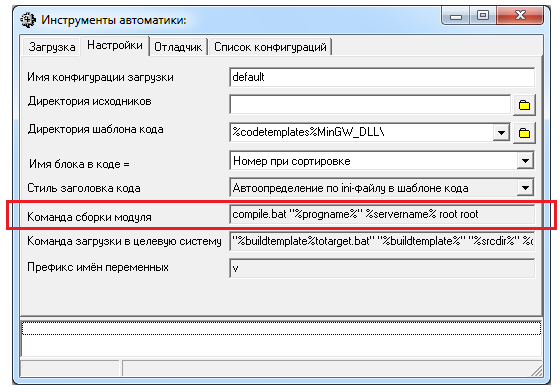 Инструменты автоматики:
Загрузка Настройки Отладчик Список конфигураций
Имя конфигурации загрузки default
Директория исходников
Директория шаблона кода %codetemplates%MinGW_DLL\
Имя блока в коде = Номер при сортировке
Стиль заголовка кода Автоопределение по ini-файлу в шаблоне кода
Команда сборки модуля compile.bat "%progname%" %servername% root root
Команда загрузки в целевую систему "%buildtemplate%totarget.bat" "%buildtemplate%" "%srcdir%"
Префикс имён переменных v